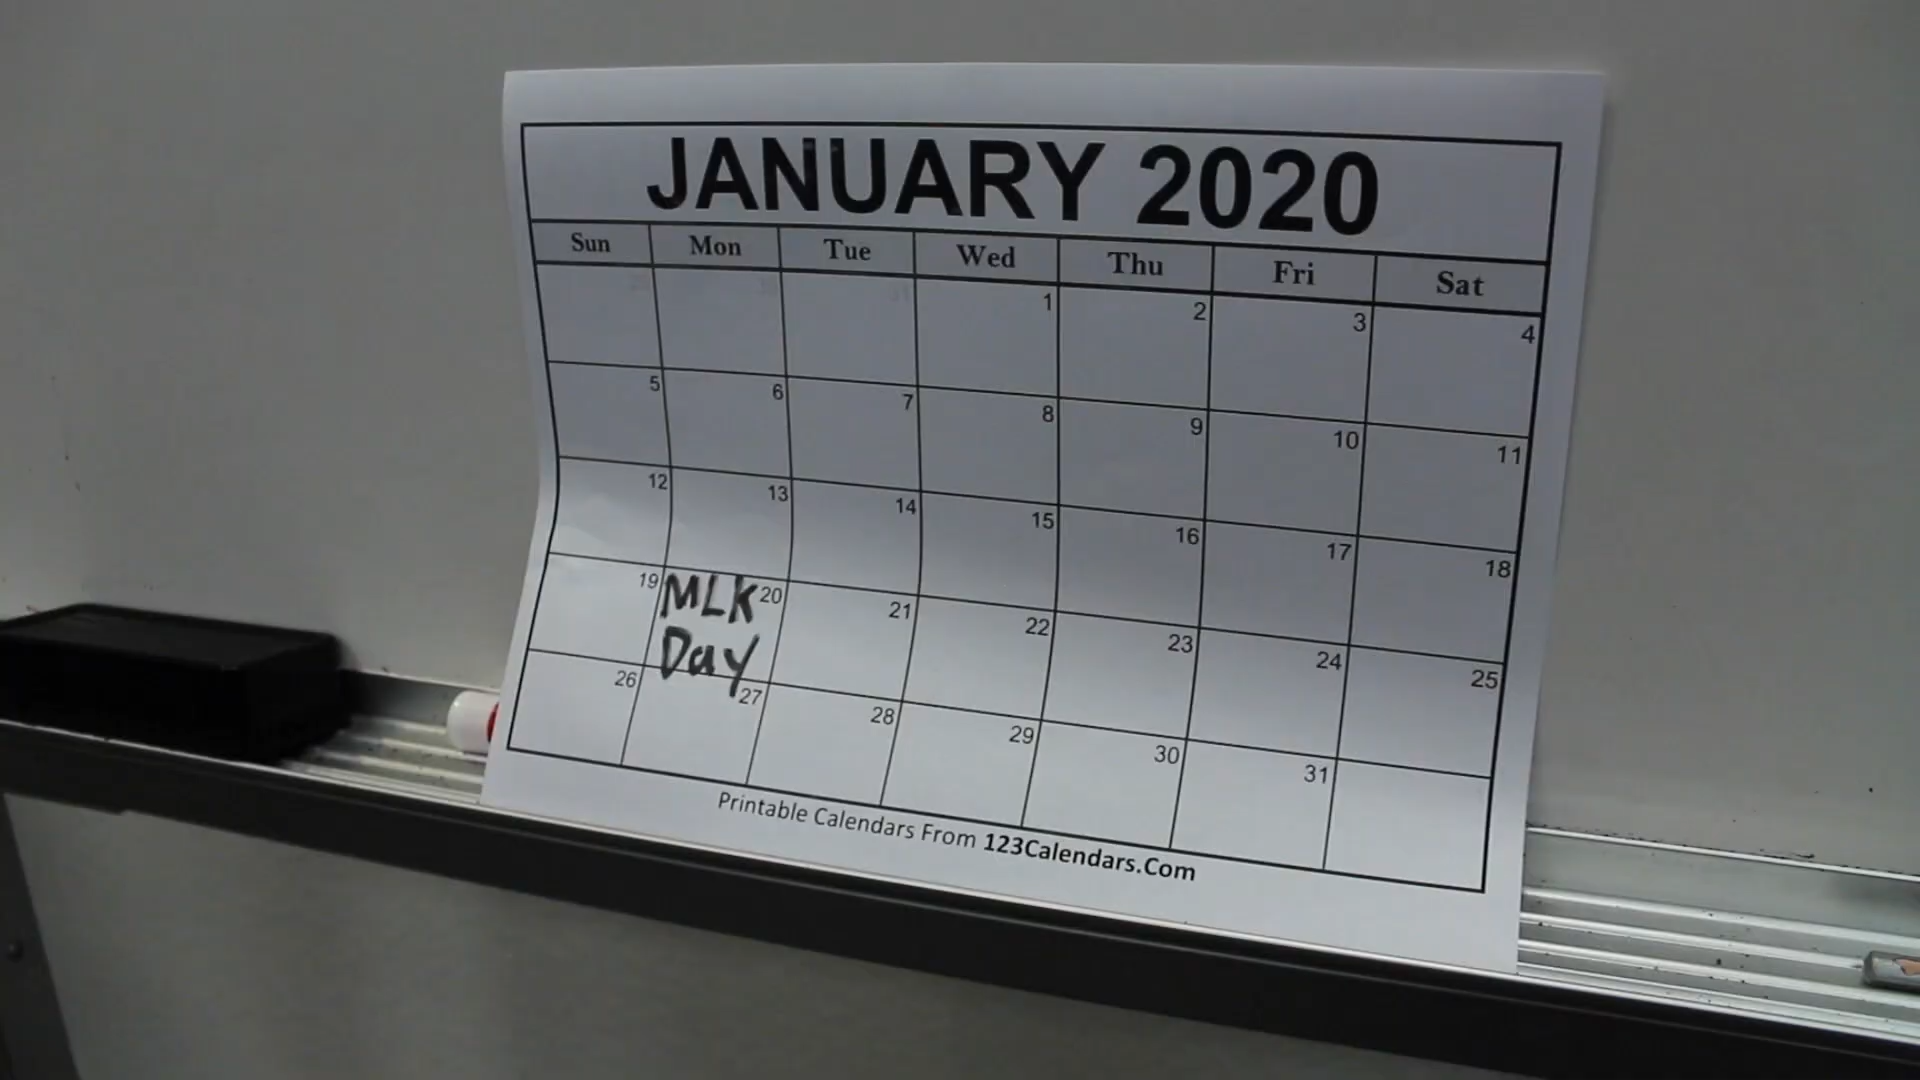 JANUARY 2020
Sun Mon Tue Wed Thu Fri Sat
1 2 3 4
5 6 7 8 9 10 11
12 13 14 15 16 17 18
19 MLK 20 21 22 23 24 25
Day
26 27 28 29 30 31
Printable Calendars From 123Calendars.Com